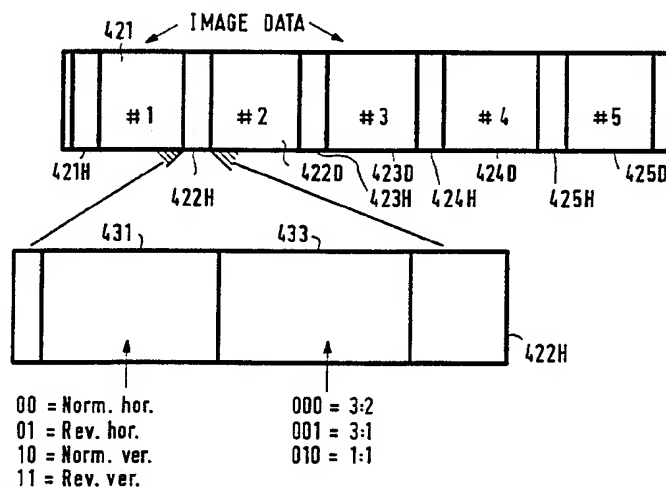 IMAGE DATA
421
#1 #2 #3 #4 #5
421H 422H 422D 423H 423D 424H 424D 425H 425D
431 433
422H
00 = Norm. hor. 000 = 3:2
01 = Rev. hor. 001 = 3:1
10 = Norm. ver. 010 = 1:1
11 = Rev. ver.